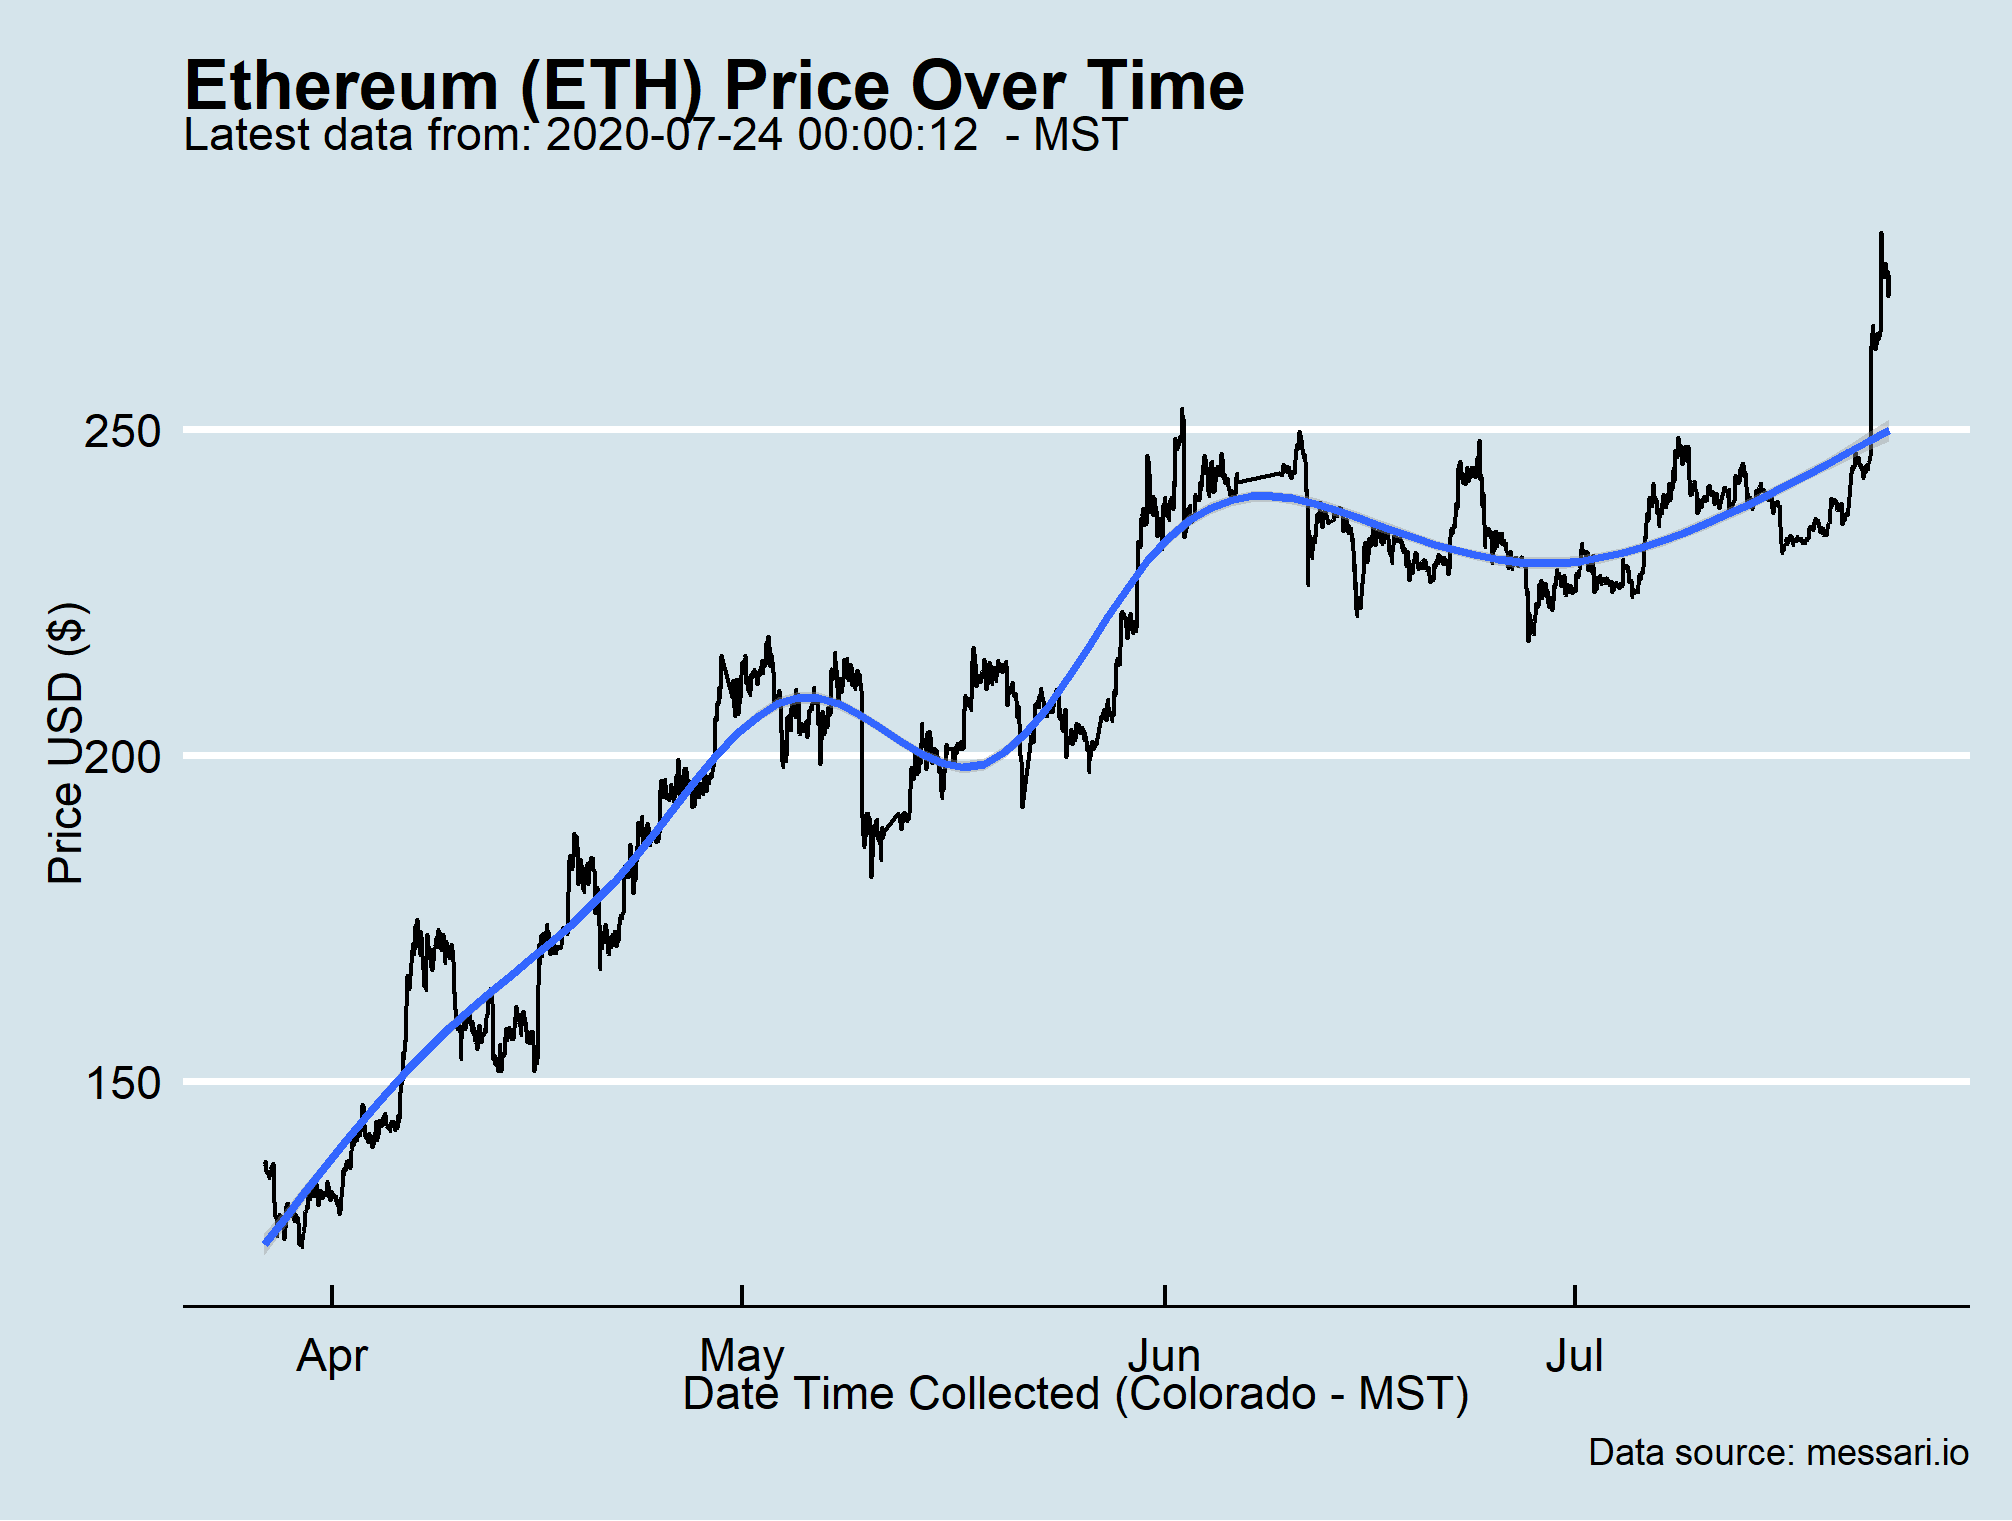 Ethereum (ETH) Price Over Time
Latest data from: 2020-07-24 00:00:12  - MST
250
200
150
Price USD ($)
Apr
May
Jun
Jul
Date Time Collected (Colorado - MST)
Data source: messari.io